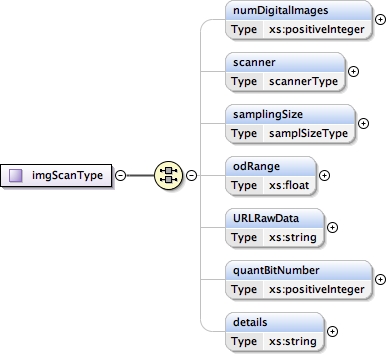 numDigitalImages
Type xs:positiveInteger
scanner
Type scannerType
samplingSize
Type samplSizeType
imgScanType
odRange
Type xs:float
URLRawData
Type xs:string
quantBitNumber
Type xs:positiveInteger
details
Type xs:string